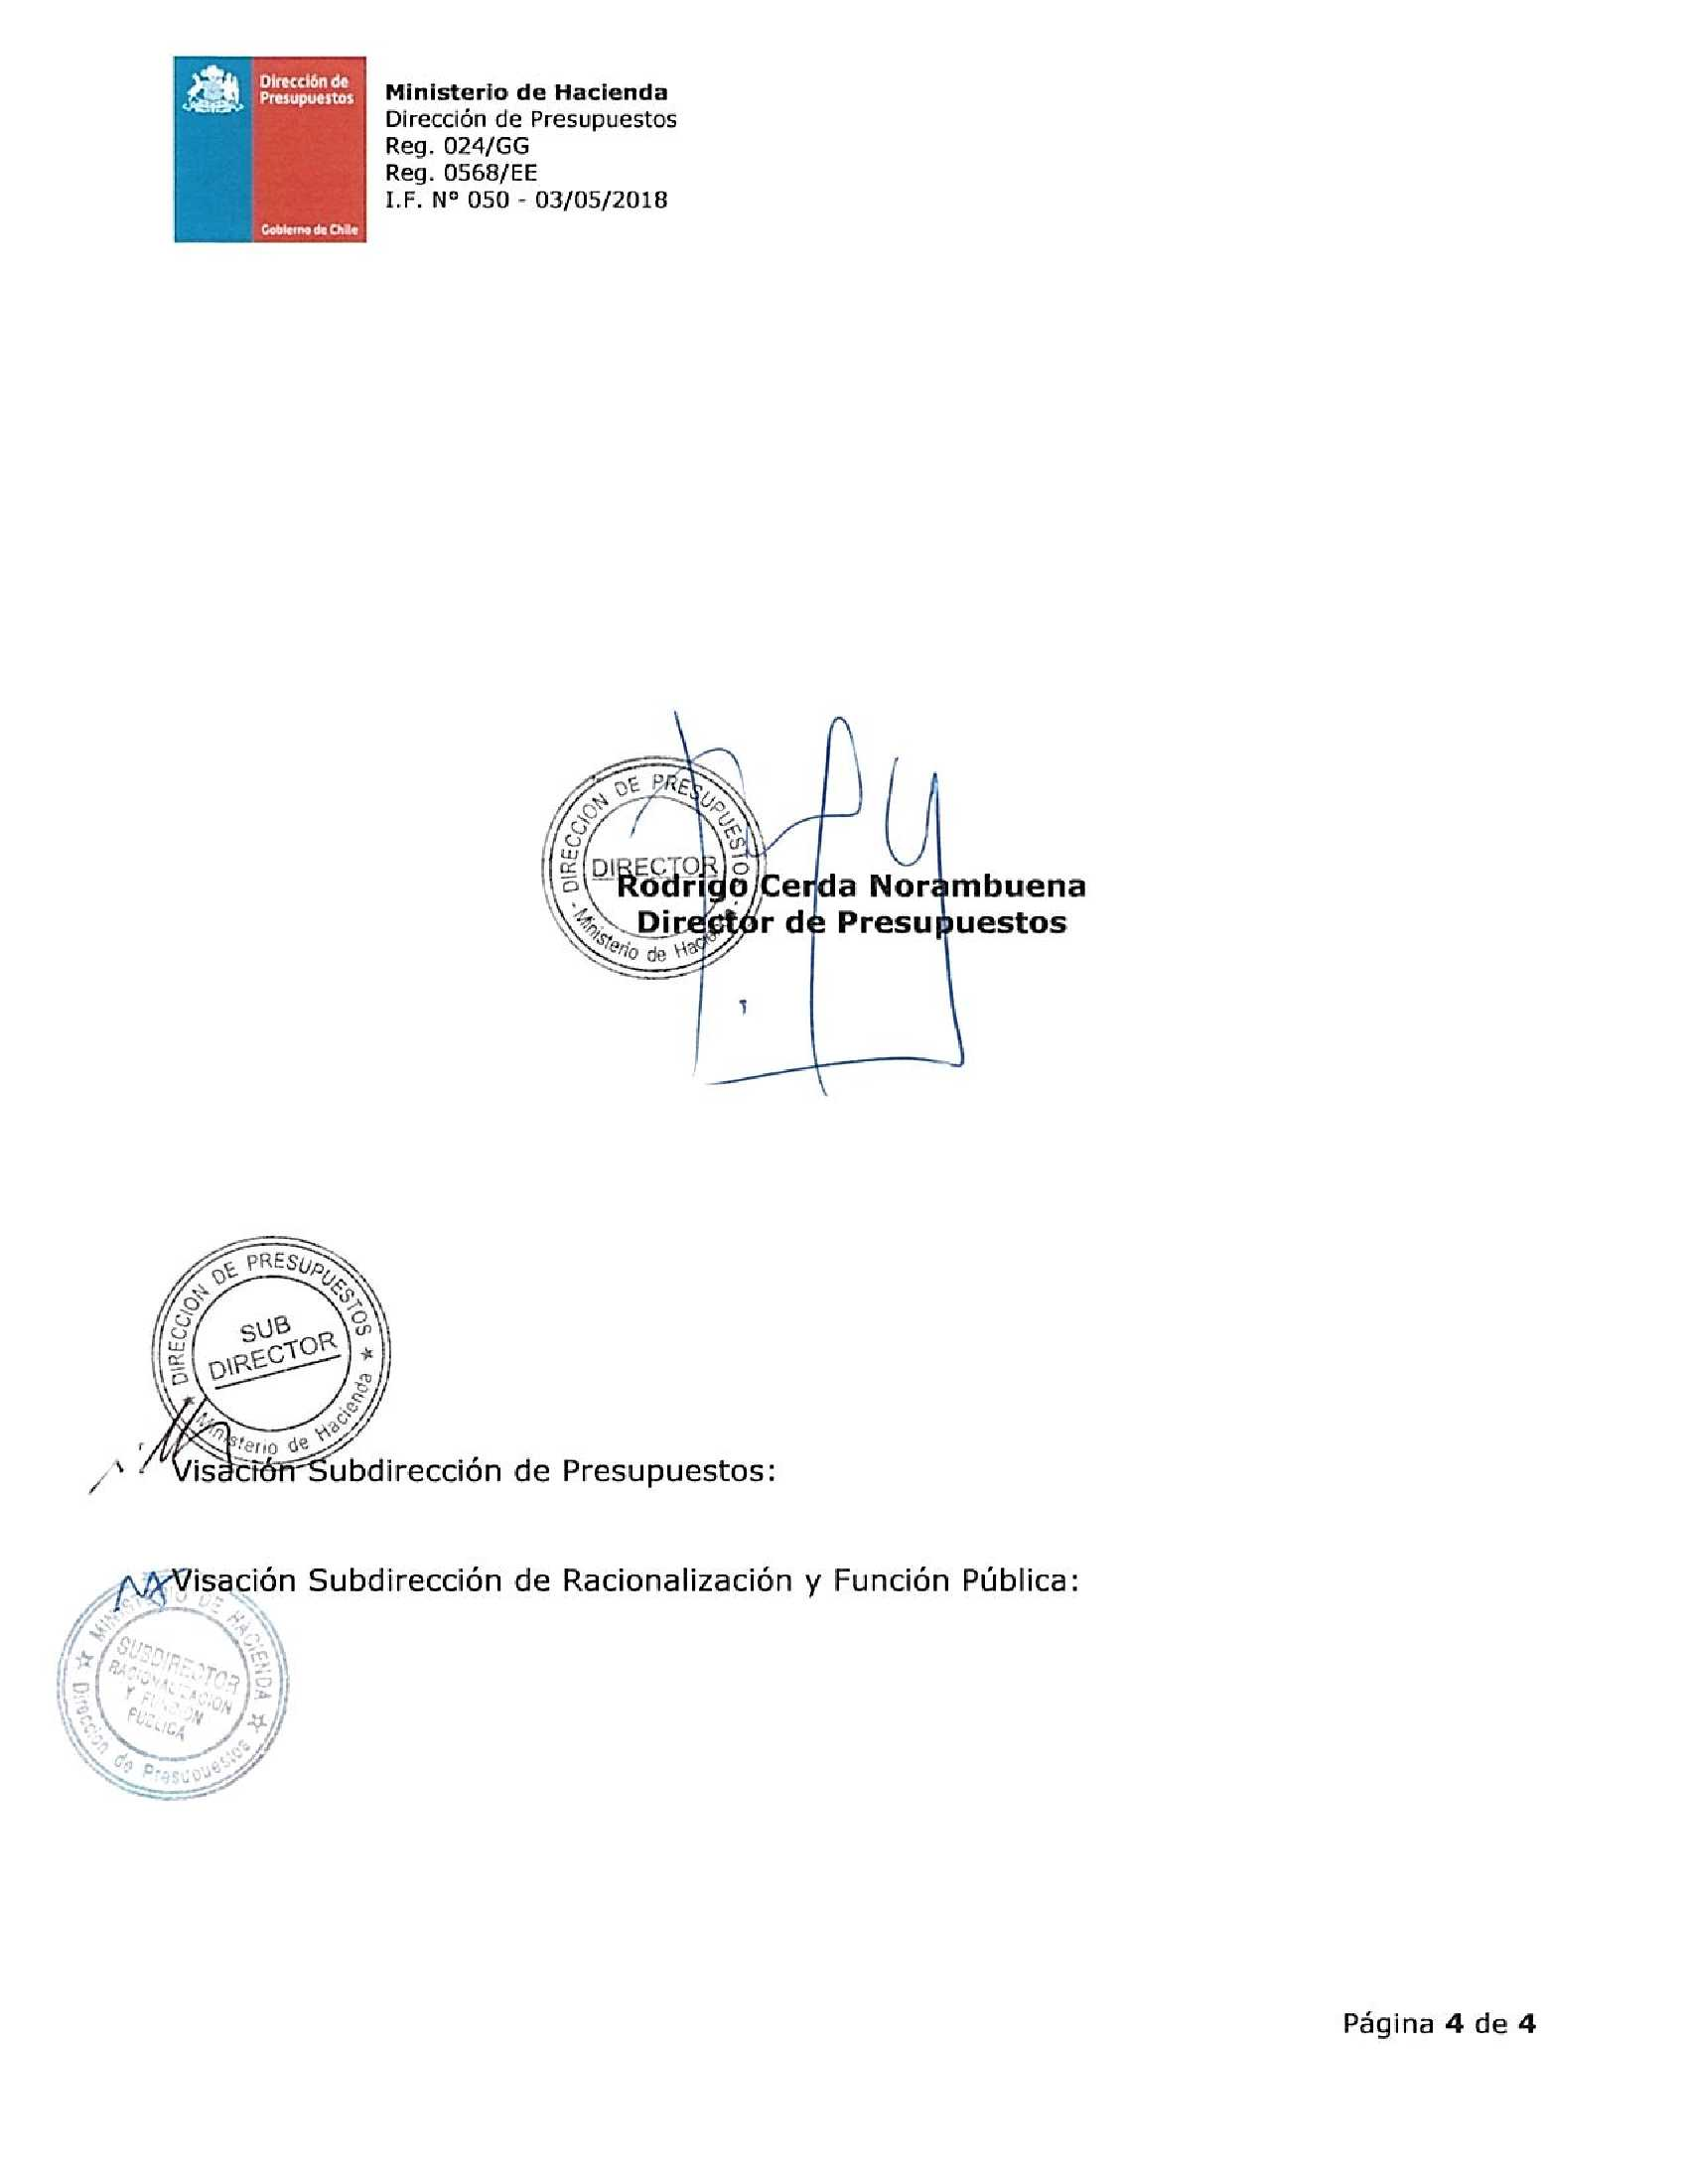 Dirección de
Presupuestos
Gobierno de Chile
Ministerio de Hacienda
Dirección de Presupuestos
Reg. 024/GG
Reg. 0568/EE
I.F. Nº 050 - 03/05/2018
DIRECCION DE PRESUPUESTOS
DIRECTOR
- Ministerio de Hacienda -
Rodrigo Cerda Norambuena
Director de Presupuestos
DIRECCION DE PRESUPUESTOS
SUB
DIRECTOR
Ministerio de Hacienda
Visación Subdirección de Presupuestos:
Visación Subdirección de Racionalización y Función Pública:
MINISTERIO DE HACIENDA
SUBDIRECTOR
RACIONALIZACION
Y FUNCION
PUBLICA
Dirección de Presupuestos
Página 4 de 4